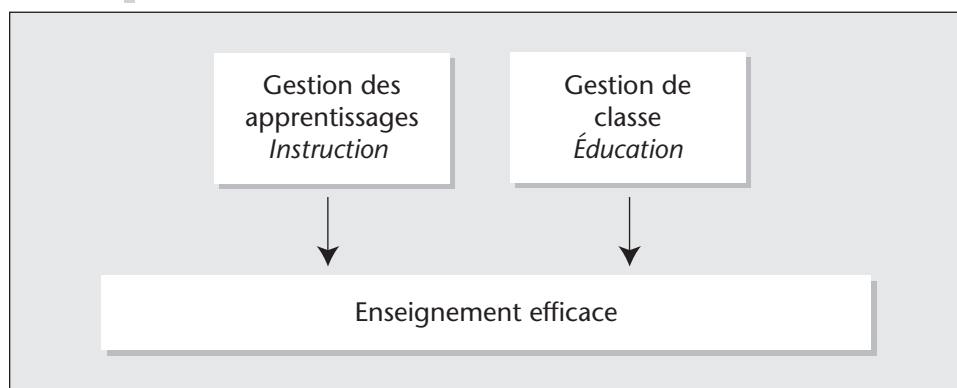 Gestion des
apprentissages
Instruction
Gestion de
classe
Éducation
Enseignement efficace